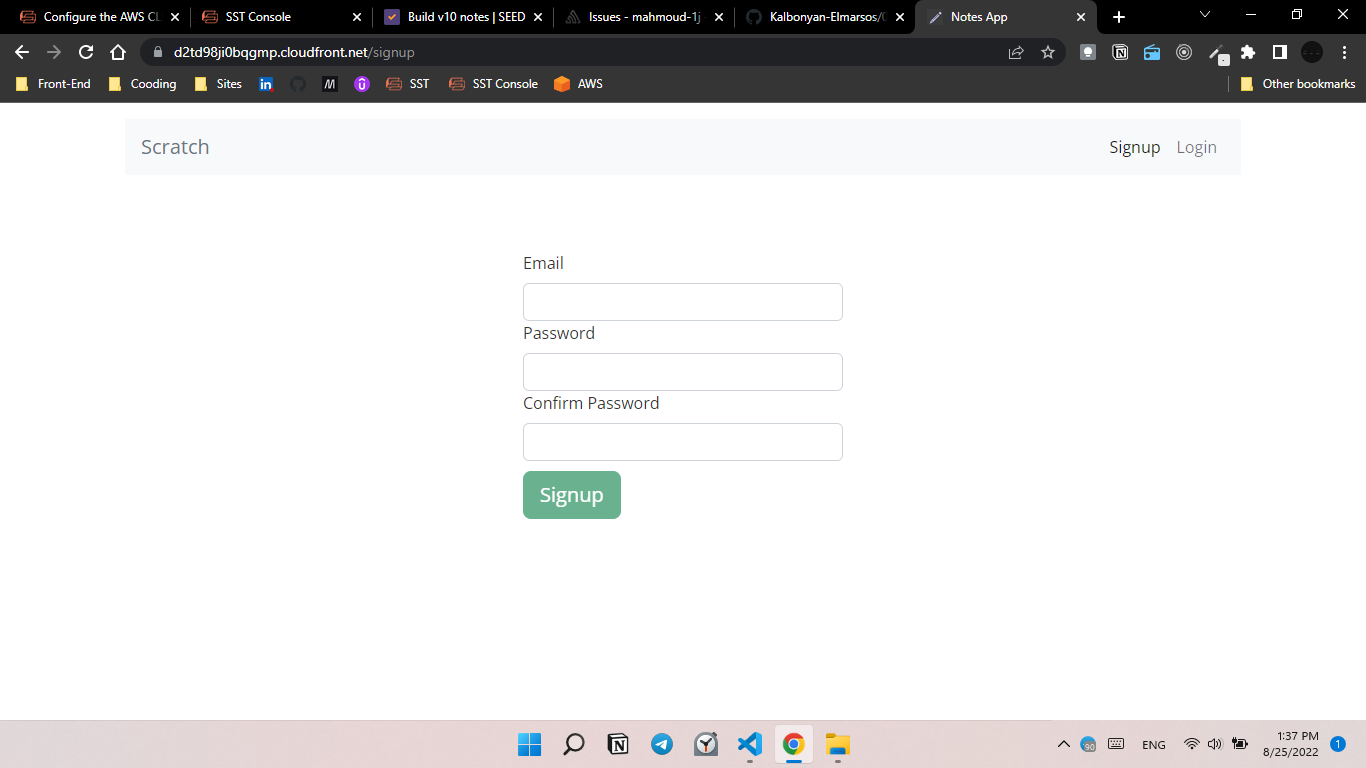 Configure the AWS CL
SST Console
Build v10 notes | SEED
Issues - mahmoud-1j
Kalbonyan-Elmarsos/
Notes App
d2td98ji0bqgmp.cloudfront.net/signup
Front-End
Cooding
Sites
SST
SST Console
AWS
Other bookmarks
Scratch
Signup
Login
Email
Password
Confirm Password
Signup
90
ENG
1:37 PM
8/25/2022
1